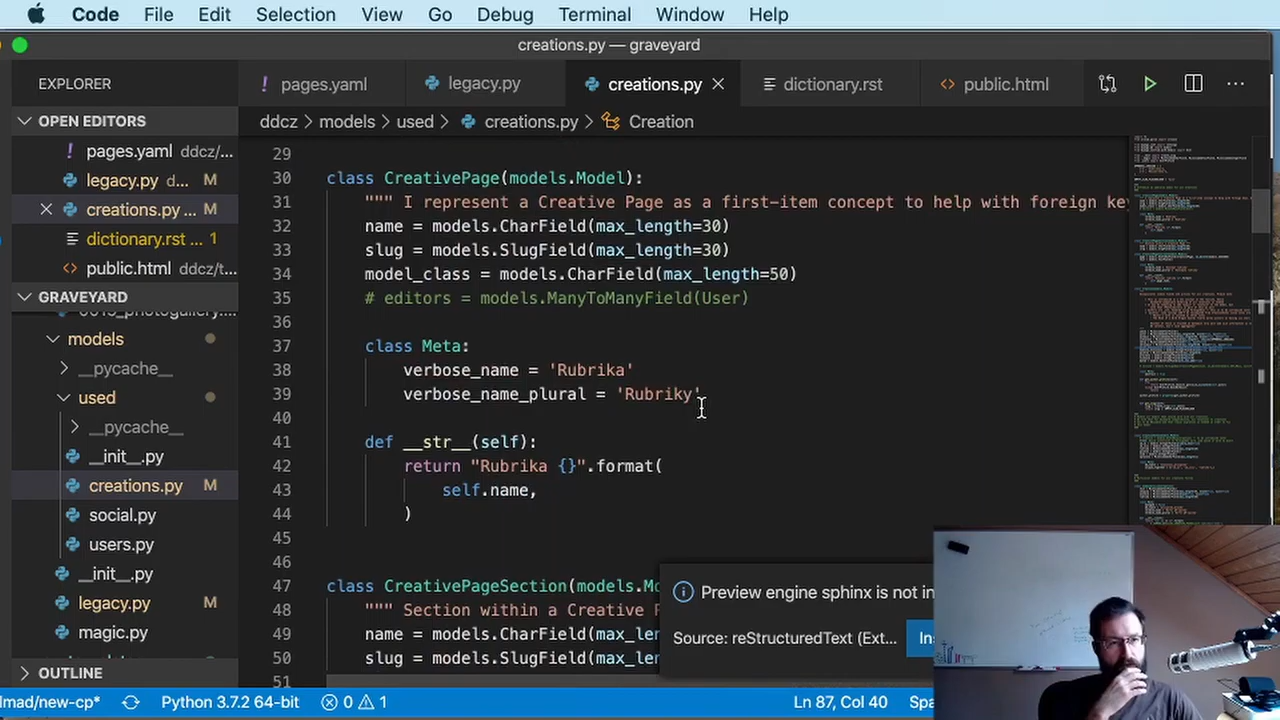 Code File Edit Selection View Go Debug Terminal Window Help
creations.py — graveyard
EXPLORER
! pages.yaml legacy.py creations.py × dictionary.rst <> public.html ...
OPEN EDITORS
ddcz > models > used > creations.py > Creation
! pages.yaml ddcz/...
legacy.py d... M
× creations.py ... M
dictionary.rst ... 1
<> public.html ddcz/t...
GRAVEYARD
models
__pycache__
used
__pycache__
__init__.py
creations.py M
social.py
users.py
__init__.py
legacy.py M
magic.py
OUTLINE
29
30 class CreativePage(models.Model):
31 """ I represent a Creative Page as a first-item concept to help with foreign key
32 name = models.CharField(max_length=30)
33 slug = models.SlugField(max_length=30)
34 model_class = models.CharField(max_length=50)
35 # editors = models.ManyToManyField(User)
36
37 class Meta:
38 verbose_name = 'Rubrika'
39 verbose_name_plural = 'Rubriky'
40
41 def __str__(self):
42 return "Rubrika {}".format(
43 self.name,
44 )
45
46
47 class CreativePageSection(models.Mo
48 """ Section within a Creative P
49 name = models.CharField(max_le
50 slug = models.SlugField(max_le
51
Preview engine sphinx is not in
Source: reStructuredText (Ext... Ins
lmad/new-cp* Python 3.7.2 64-bit 0 1 Ln 87, Col 40 Spa